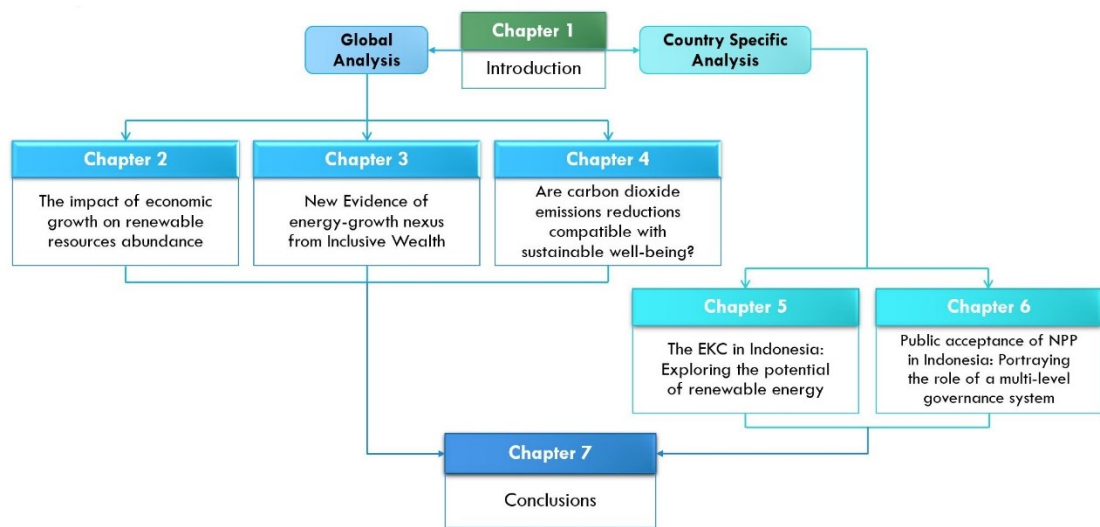 Chapter 1
Introduction
Global
Analysis
Country Specific
Analysis
Chapter 2
The impact of economic
growth on renewable
resources abundance
Chapter 3
New Evidence of
energy-growth nexus
from Inclusive Wealth
Chapter 4
Are carbon dioxide
emissions reductions
compatible with
sustainable well-being?
Chapter 5
The EKC in Indonesia:
Exploring the potential
of renewable energy
Chapter 6
Public acceptance of NPP
in Indonesia: Portraying
the role of a multi-level
governance system
Chapter 7
Conclusions